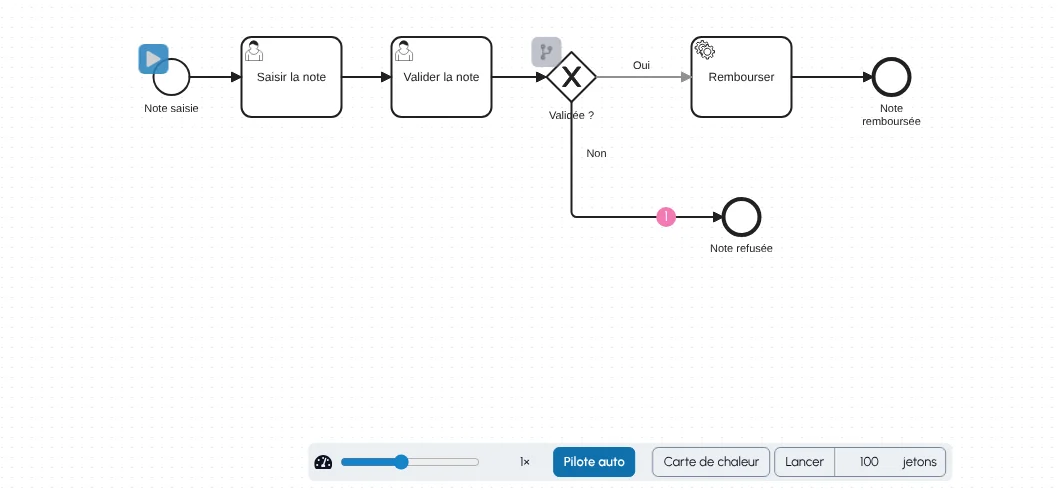 Note saisie
Saisir la note
Valider la note
Validée ?
Oui
Non
Rembourser
Note
remboursée
Note refusée
1×
Pilote auto
Carte de chaleur
Lancer
100
jetons